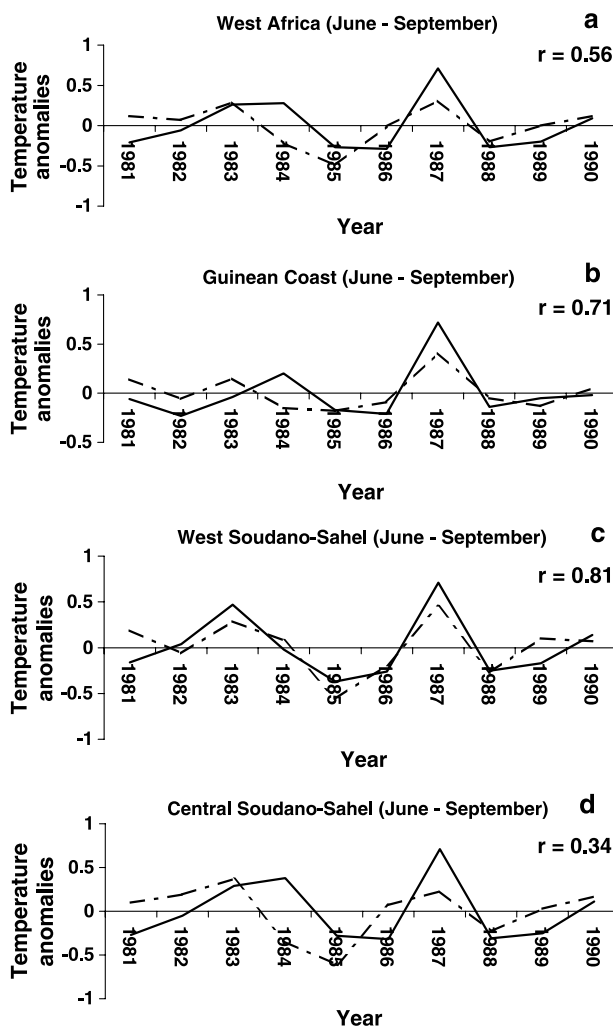 West Africa (June - September)
a
r = 0.56
1
0.5
0
-0.5
-1
Temperature
anomalies
1981
1982
1983
1984
1985
1986
1987
1988
1989
1990
Year
Guinean Coast (June - September)
b
r = 0.71
1
0.5
0
-0.5
Temperature
anomalies
1981
1982
1983
1984
1985
1986
1987
1988
1989
1990
Year
West Soudano-Sahel (June - September)
c
r = 0.81
1
0.5
0
-0.5
-1
Temperature
anomalies
1981
1982
1983
1984
1985
1986
1987
1988
1989
1990
Year
Central Soudano-Sahel (June - September)
d
r = 0.34
1
0.5
0
-0.5
-1
Temperature
anomalies
1981
1982
1983
1984
1985
1986
1987
1988
1989
1990
Year